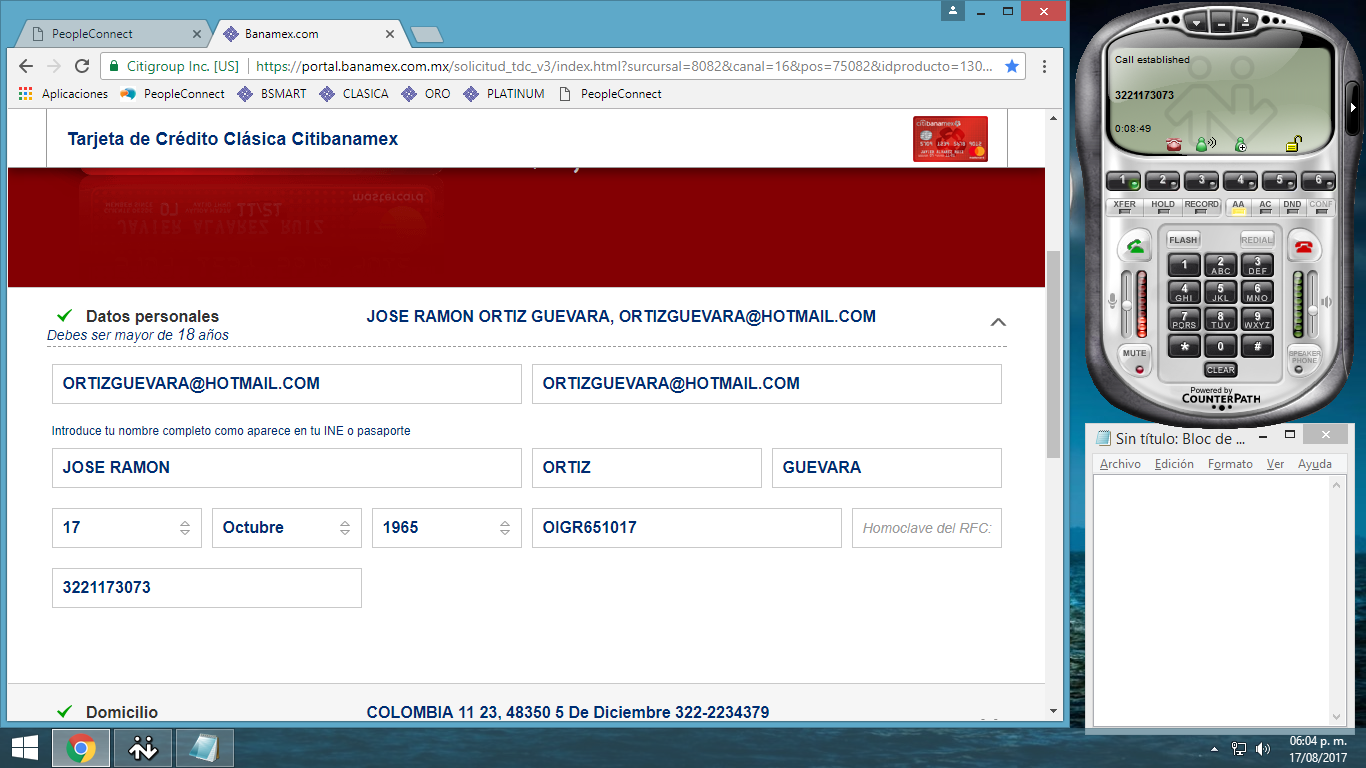 PeopleConnect
Banamex.com
Citigroup Inc. [US] https://portal.banamex.com.mx/solicitud_tdc_v3/index.html?sursursal=8082&canal=16&pos=75082&idproducto=130...
Aplicaciones PeopleConnect BSMART CLASICA ORO PLATINUM PeopleConnect
Tarjeta de Crédito Clásica Citibanamex
Datos personales JOSE RAMON ORTIZ GUEVARA, ORTIZGUEVARA@HOTMAIL.COM
Debes ser mayor de 18 años
ORTIZGUEVARA@HOTMAIL.COM ORTIZGUEVARA@HOTMAIL.COM
Introduce tu nombre completo como aparece en tu INE o pasaporte
JOSE RAMON ORTIZ GUEVARA
17 Octubre 1965 OIGR651017 Homoclave del RFC:
3221173073
Domicilio COLOMBIA 11 23, 48350 5 De Diciembre 322-2234379
Call established
3221173073
0:08:49
1 2 3 4 5 6
XFER HOLD RECORD AA AC DND CONF
FLASH REDIAL
1 2 ABC 3 DEF
4 GHI 5 JKL 6 MNO
7 PQRS 8 TUV 9 WXYZ
* 0 #
MUTE CLEAR SPEAKER PHONE
Powered by
COUNTERPATH
Sin título: Bloc de ...
Archivo Edición Formato Ver Ayuda
06:04 p. m.
17/08/2017